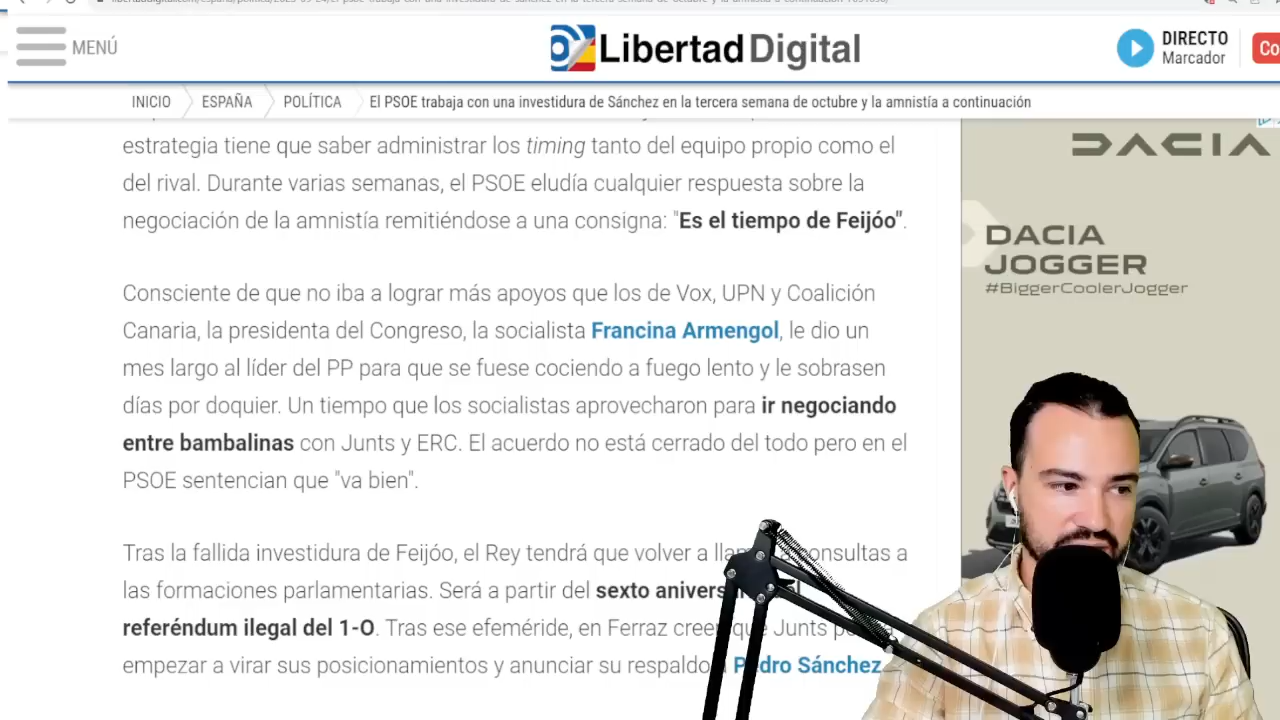 MENÚ
LibertadDigital
DIRECTO
Marcador
Co
INICIO
ESPAÑA
POLÍTICA
El PSOE trabaja con una investidura de Sánchez en la tercera semana de octubre y la amnistía a continuación
estrategia tiene que saber administrar los timing tanto del equipo propio como el
del rival. Durante varias semanas, el PSOE eludía cualquier respuesta sobre la
negociación de la amnistía remitiéndose a una consigna: "Es el tiempo de Feijóo".
Consciente de que no iba a lograr más apoyos que los de Vox, UPN y Coalición
Canaria, la presidenta del Congreso, la socialista Francina Armengol, le dio un
mes largo al líder del PP para que se fuese cociendo a fuego lento y le sobrasen
días por doquier. Un tiempo que los socialistas aprovecharon para ir negociando
entre bambalinas con Junts y ERC. El acuerdo no está cerrado del todo pero en el
PSOE sentencian que "va bien".
Tras la fallida investidura de Feijóo, el Rey tendrá que volver a consultas a
las formaciones parlamentarias. Será a partir del sexto
referéndum ilegal del 1-O. Tras ese efeméride, en Ferraz creen que Junts
empezar a virar sus posicionamientos y anunciar su respaldo a Pedro Sánchez
DACIA
DACIA
JOGGER
#BiggerCoolerJogger